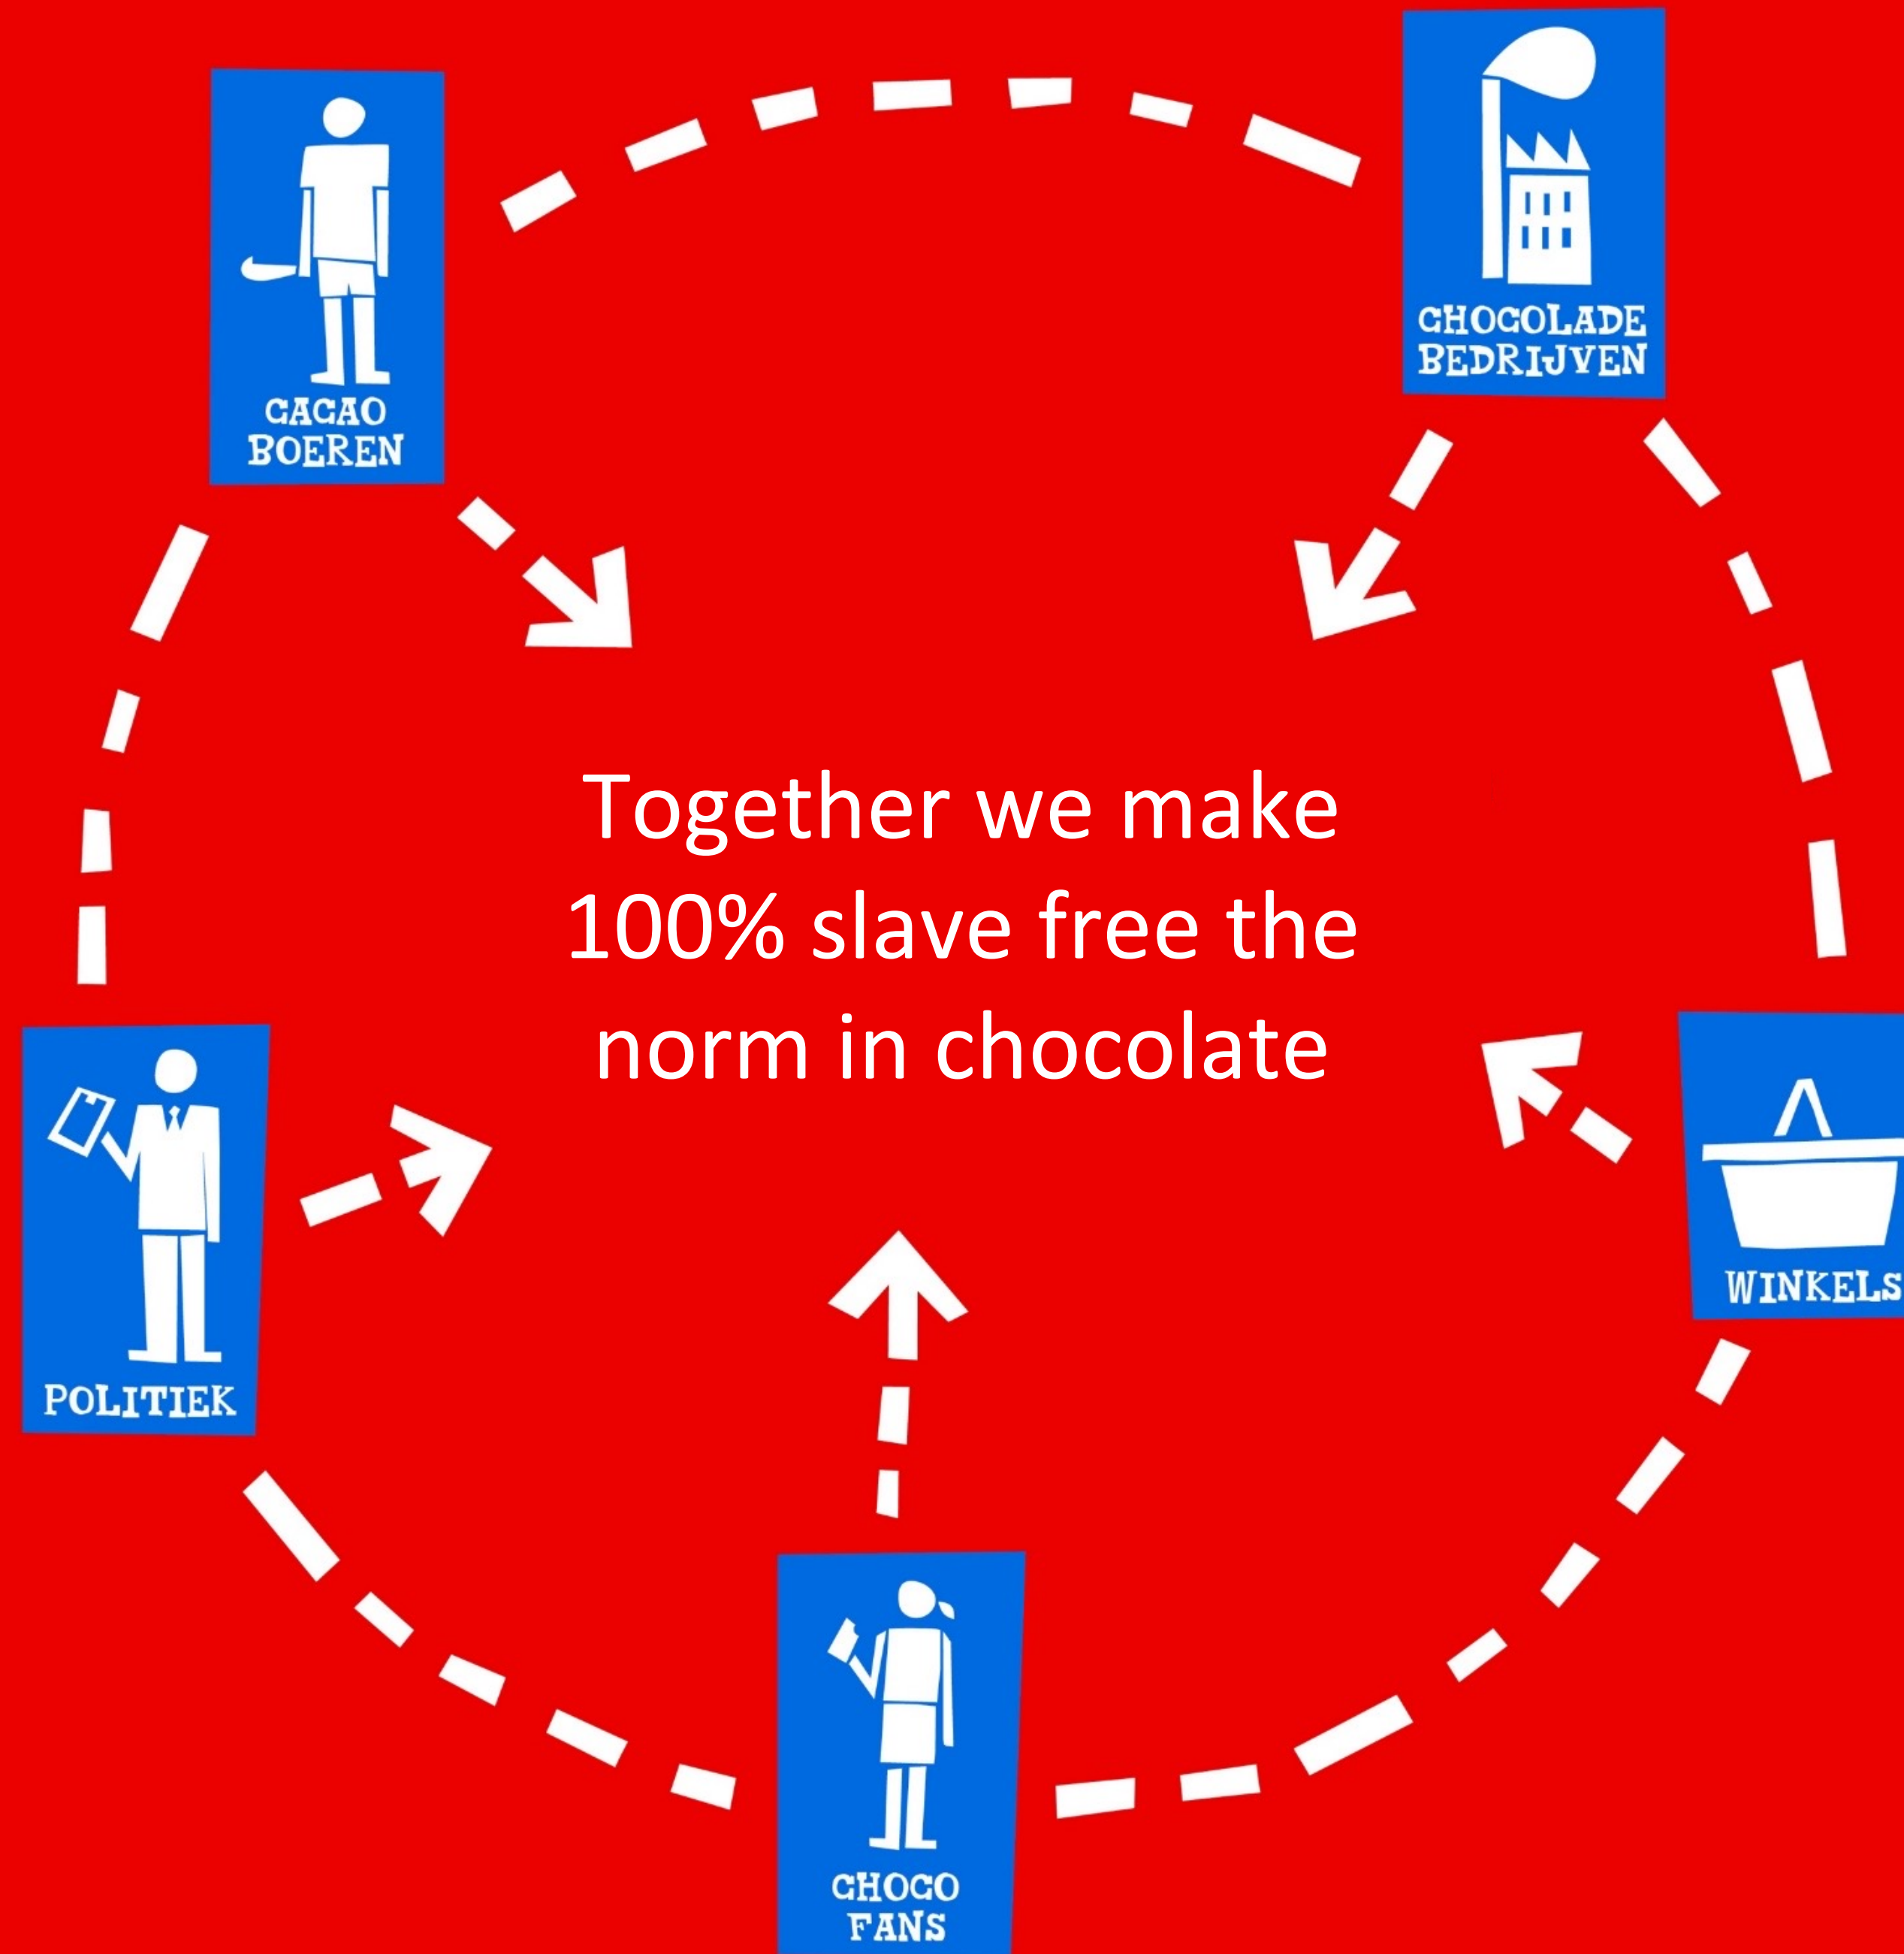 CHOCOLADE
BEDRIJVEN
CACAO
BOEREN
Together we make
100% slave free the
norm in chocolate
WINKELS
POLITIEK
CHOCO
FANS